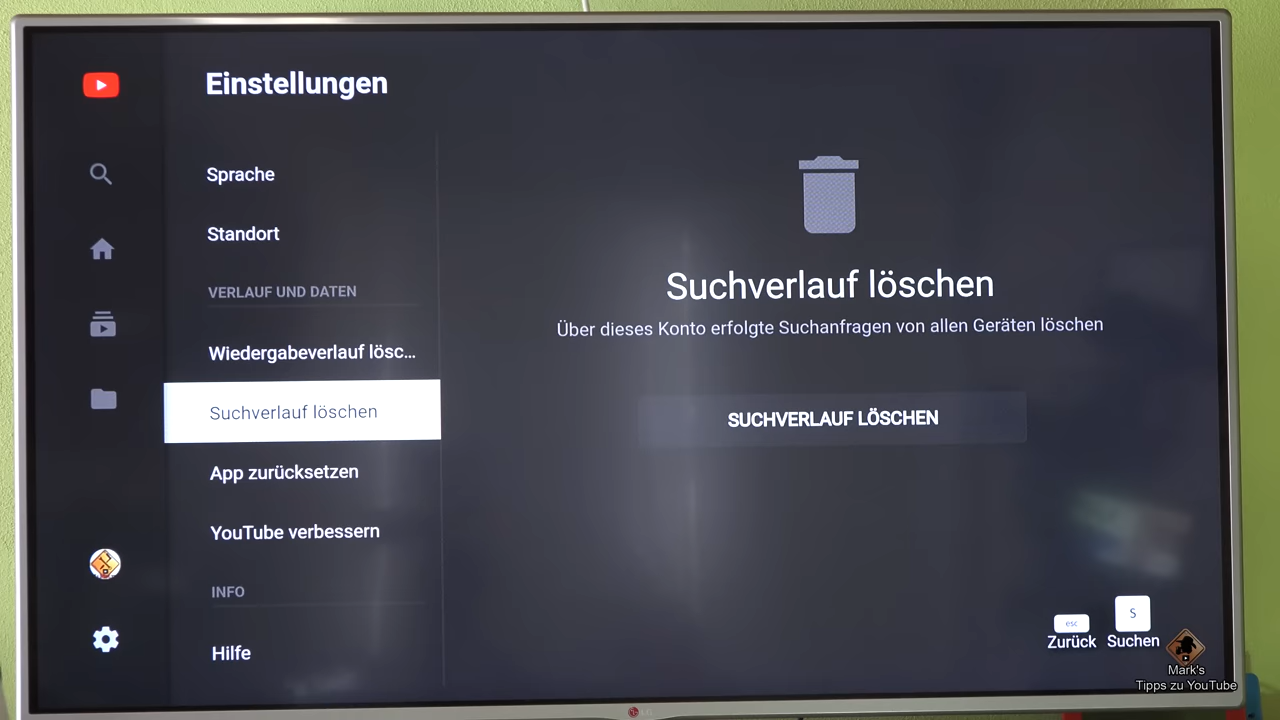 Einstellungen
Sprache
Standort
VERLAUF UND DATEN
Wiedergabeverlauf lösc...
Suchverlauf löschen
App zurücksetzen
YouTube verbessern
INFO
Hilfe
Suchverlauf löschen
Über dieses Konto erfolgte Suchanfragen von allen Geräten löschen
SUCHVERLAUF LÖSCHEN
esc
Zurück
S
Suchen
Mark's
Tipps zu YouTube
LG